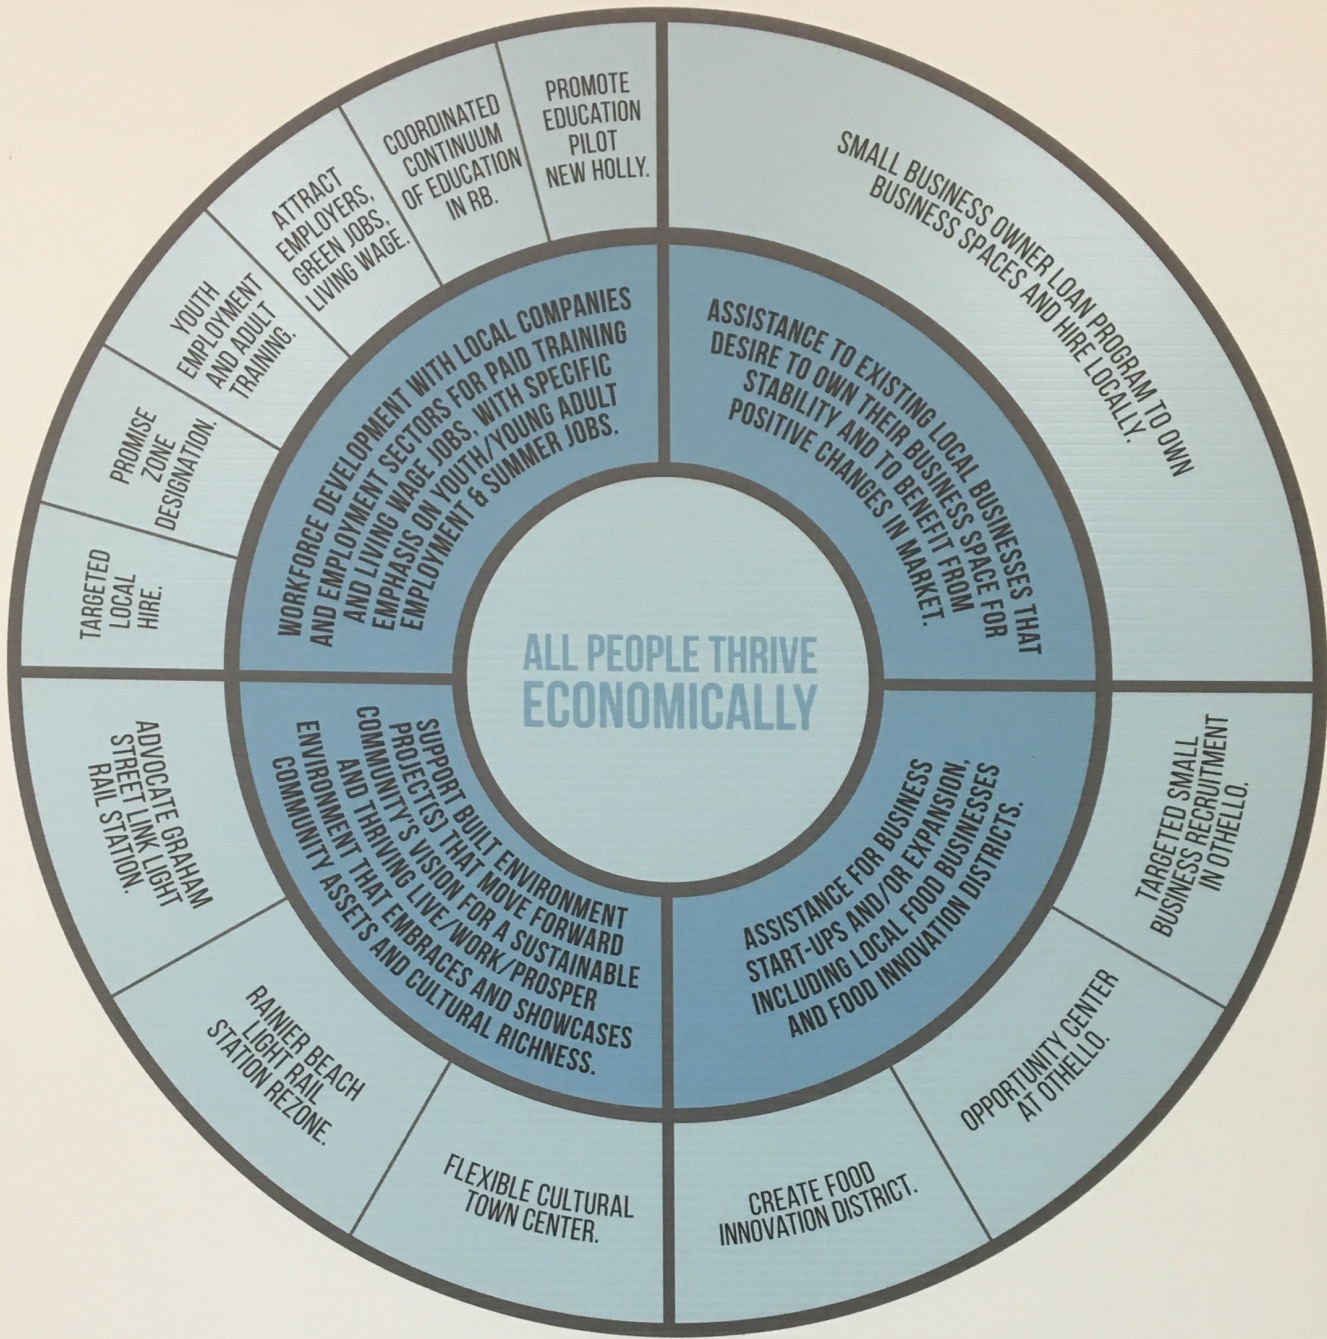 ALL PEOPLE THRIVE
ECONOMICALLY
WORKFORCE DEVELOPMENT WITH LOCAL COMPANIES
AND EMPLOYMENT SECTORS FOR PAID TRAINING
AND LIVING WAGE JOBS, WITH SPECIFIC
EMPHASIS ON YOUTH/YOUNG ADULT
EMPLOYMENT & SUMMER JOBS.
TARGETED
LOCAL
HIRE.
PROMISE
ZONE
DESIGNATION.
YOUTH
EMPLOYMENT
AND ADULT
TRAINING.
ATTRACT
EMPLOYERS,
GREEN JOBS,
LIVING WAGE.
COORDINATED
CONTINUUM
OF EDUCATION
IN RB.
PROMOTE
EDUCATION
PILOT
NEW HOLLY.
ASSISTANCE TO EXISTING LOCAL BUSINESSES THAT
DESIRE TO OWN THEIR BUSINESS SPACE FOR
STABILITY AND TO BENEFIT FROM
POSITIVE CHANGES IN MARKET.
SMALL BUSINESS OWNER LOAN PROGRAM TO OWN
BUSINESS SPACES AND HIRE LOCALLY.
ASSISTANCE FOR BUSINESS
START-UPS AND/OR EXPANSION,
INCLUDING LOCAL FOOD BUSINESSES
AND FOOD INNOVATION DISTRICTS.
TARGETED SMALL
BUSINESS RECRUITMENT
IN OTHELLO.
OPPORTUNITY CENTER
AT OTHELLO.
CREATE FOOD
INNOVATION DISTRICT.
SUPPORT BUILT ENVIRONMENT
PROJECT(S) THAT MOVE FORWARD
COMMUNITY'S VISION FOR A SUSTAINABLE
AND THRIVING LIVE/WORK/PROSPER
ENVIRONMENT THAT EMBRACES AND SHOWCASES
COMMUNITY ASSETS AND CULTURAL RICHNESS.
FLEXIBLE CULTURAL
TOWN CENTER.
RAINIER BEACH
LIGHT RAIL
STATION REZONE.
ADVOCATE GRAHAM
STREET LINK LIGHT
RAIL STATION.